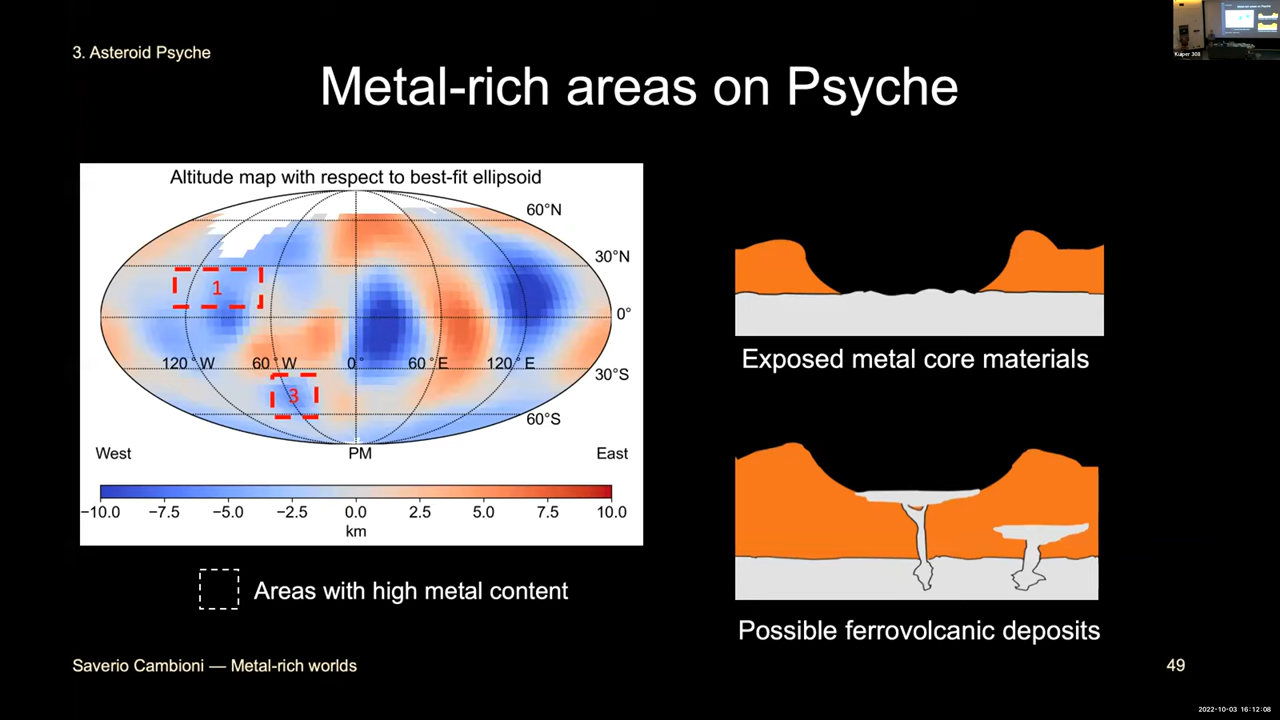 3. Asteroid Psyche
Metal-rich areas on Psyche
Kuiper 308
Altitude map with respect to best-fit ellipsoid
60°N
30°N
0°
30°S
60°S
120°W 60°W 0° 60°E 120°E
1
3
West PM East
−10.0 −7.5 −5.0 −2.5 0.0 2.5 5.0 7.5 10.0
km
Areas with high metal content
Exposed metal core materials
Possible ferrovolcanic deposits
Saverio Cambioni — Metal-rich worlds
49
2022-10-03 16:12:08